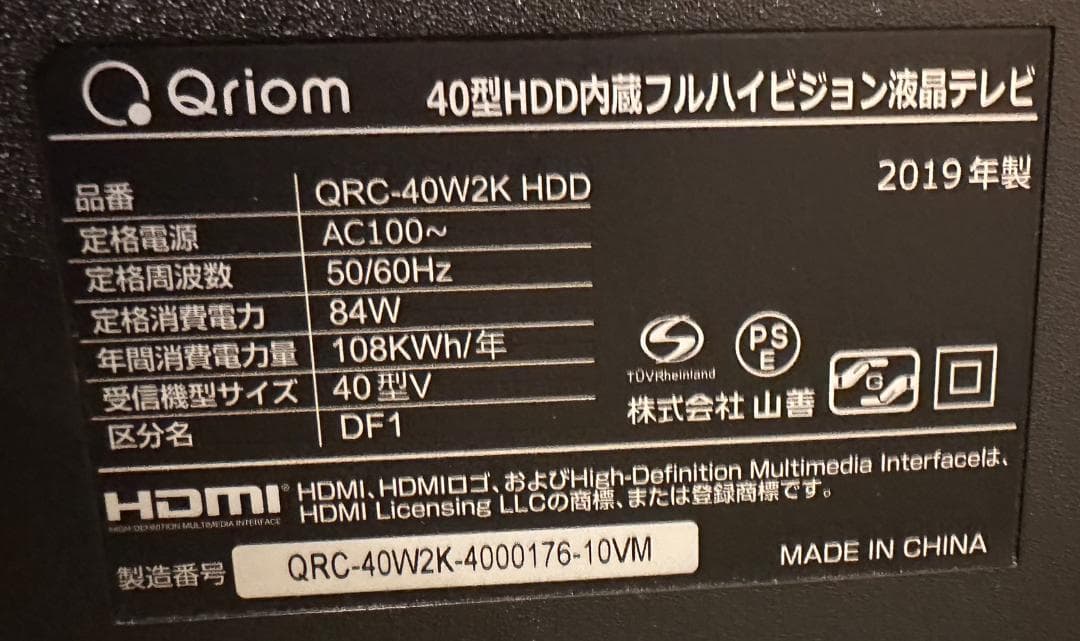 Qriom 40型HDD内蔵フルハイビジョン液晶テレビ
2019年製
品番 QRC-40W2K HDD
定格電源 AC100~
定格周波数 50/60Hz
定格消費電力 84W
年間消費電力量 108KWh/年
受信機型サイズ 40型V
区分名 DF1
TÜVRheinland
PS
E
G
株式会社 山善
HDMI® HDMI、HDMIロゴ、およびHigh-Definition Multimedia Interfaceは、
HIGH-DEFINITION MULTIMEDIA INTERFACE HDMI Licensing LLCの商標、または登録商標です。
製造番号 QRC-40W2K-4000176-10VM
MADE IN CHINA